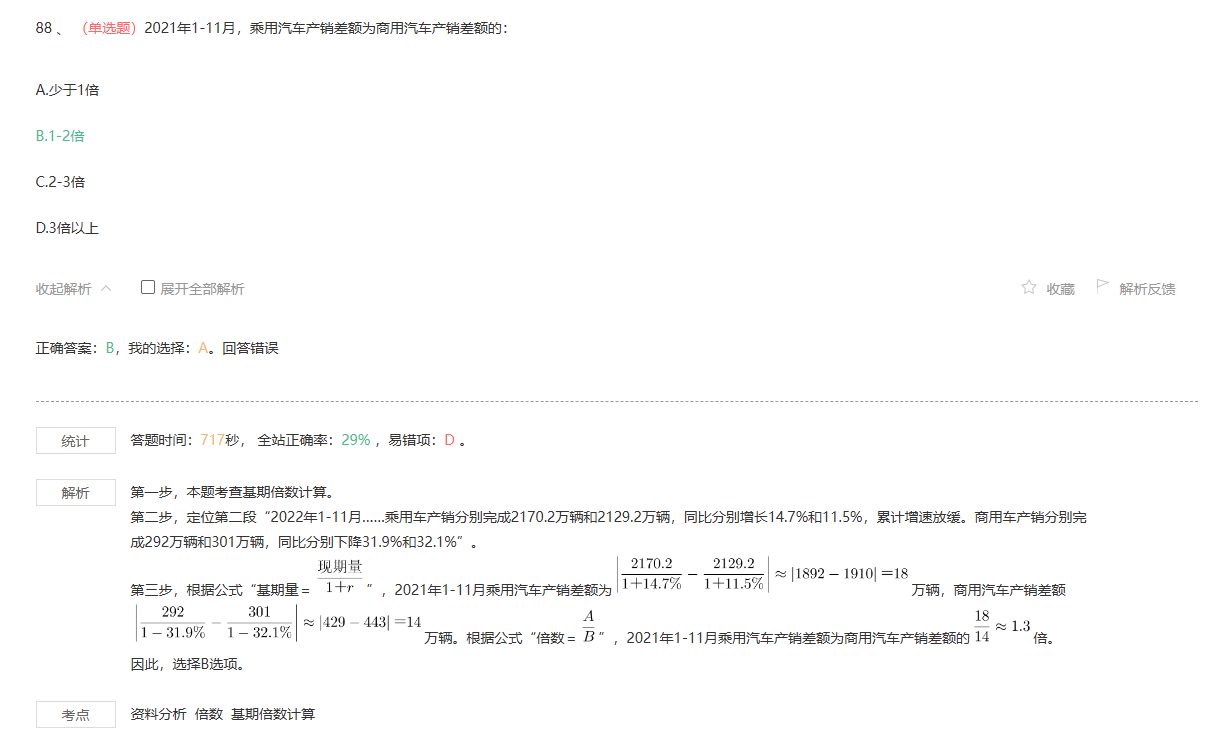 88 、 （单选题）2021年1-11月，乘用汽车产销差额为商用汽车产销差额的：
A.少于1倍
B.1-2倍
C.2-3倍
D.3倍以上
收起解析 展开全部解析 收藏 解析反馈
正确答案：B，我的选择：A。回答错误
统计 答题时间：717秒， 全站正确率：29% ，易错项：D 。
解析 第一步，本题考查基期倍数计算。
第二步，定位第二段“2022年1-11月……乘用车产销分别完成2170.2万辆和2129.2万辆，同比分别增长14.7%和11.5%，累计增速放缓。商用车产销分别完
成292万辆和301万辆，同比分别下降31.9%和32.1%”。
第三步，根据公式“基期量 = 现期量/1+r ”，2021年1-11月乘用汽车产销差额为 |2170.2/1+14.7% − 2129.2/1+11.5%| ≈ |1892 − 1910| =18 万辆，商用汽车产销差额
|292/1 − 31.9% − 301/1 − 32.1%| ≈ |429 − 443| =14 万辆。根据公式“倍数 = A/B ”，2021年1-11月乘用汽车产销差额为商用汽车产销差额的 18/14 ≈ 1.3 倍。
因此，选择B选项。
考点 资料分析 倍数 基期倍数计算